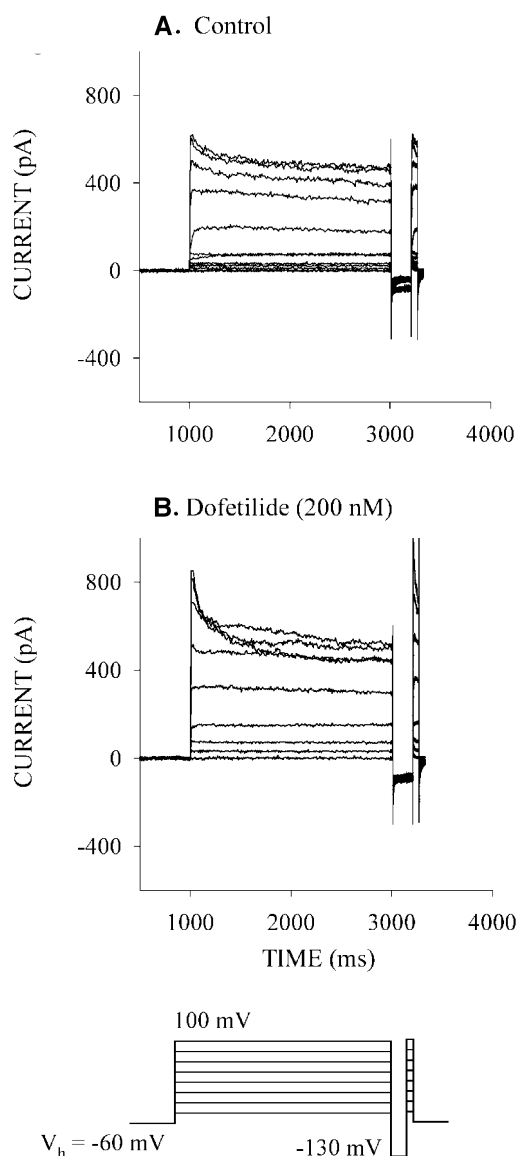 A. Control
800
400
0
-400
CURRENT (pA)
1000 2000 3000 4000
B. Dofetilide (200 nM)
800
400
0
-400
CURRENT (pA)
1000 2000 3000 4000
TIME (ms)
100 mV
Vh = -60 mV
-130 mV